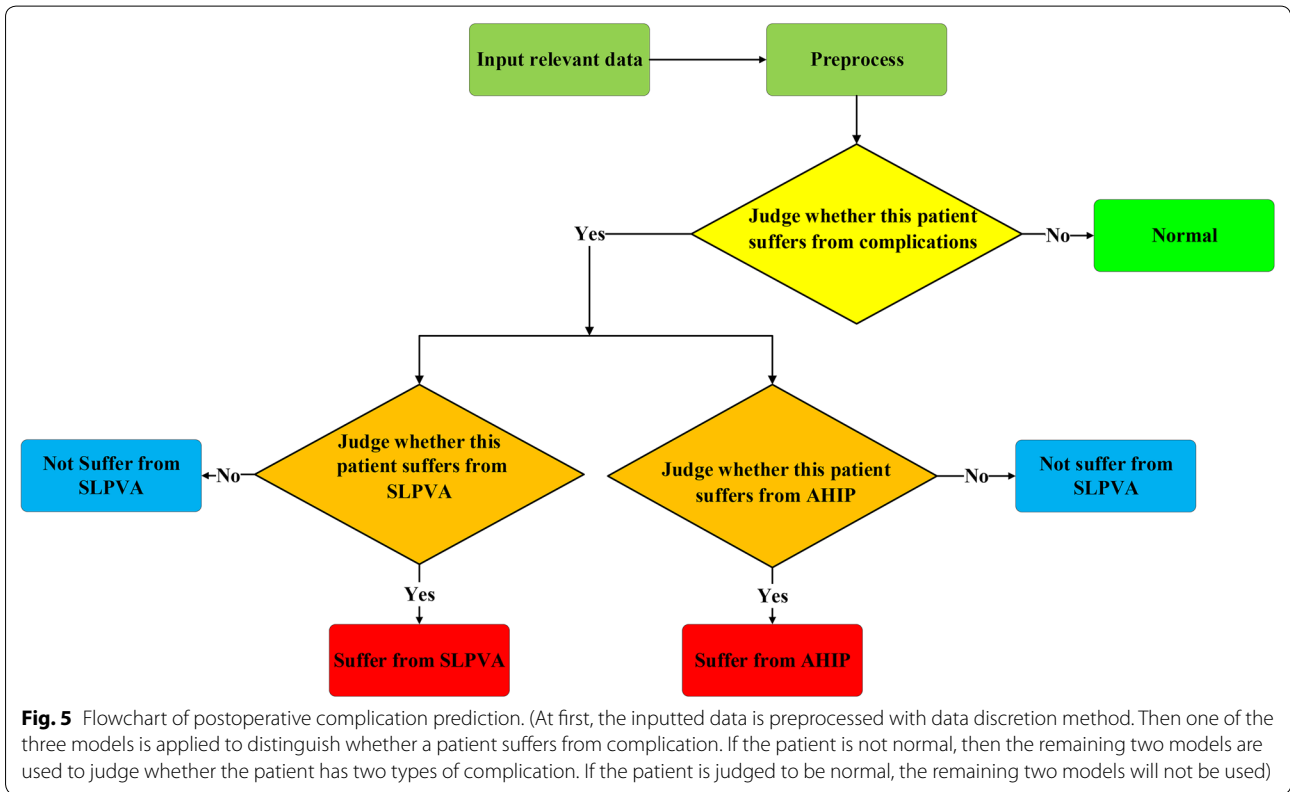 Input relevant data
Preprocess
Judge whether this patient
suffers from complications
Yes
No
Normal
Judge whether this
patient suffers from
SLPVA
No
Not Suffer from
SLPVA
Judge whether this patient
suffers from AHIP
No
Not suffer from
SLPVA
Yes
Yes
Suffer from SLPVA
Suffer from AHIP
Fig. 5 Flowchart of postoperative complication prediction. (At first, the inputted data is preprocessed with data discretion method. Then one of the
three models is applied to distinguish whether a patient suffers from complication. If the patient is not normal, then the remaining two models are
used to judge whether the patient has two types of complication. If the patient is judged to be normal, the remaining two models will not be used)